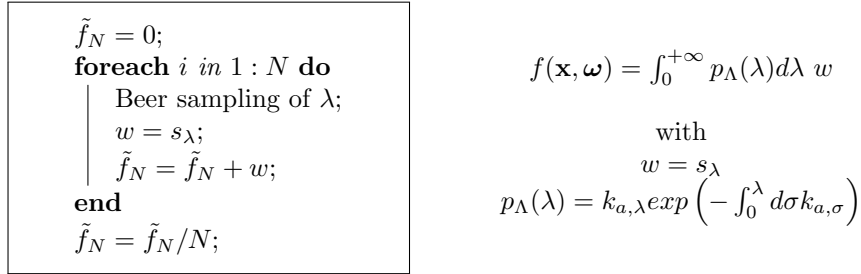 f̃_N = 0;
foreach i in 1 : N do
Beer sampling of λ;
w = s_λ;
f̃_N = f̃_N + w;
end
f̃_N = f̃_N/N;
f(x, ω) = ∫_0^{+∞} p_Λ(λ)dλ w
with
w = s_λ
p_Λ(λ) = k_{a,λ}exp(−∫_0^λ dσk_{a,σ})